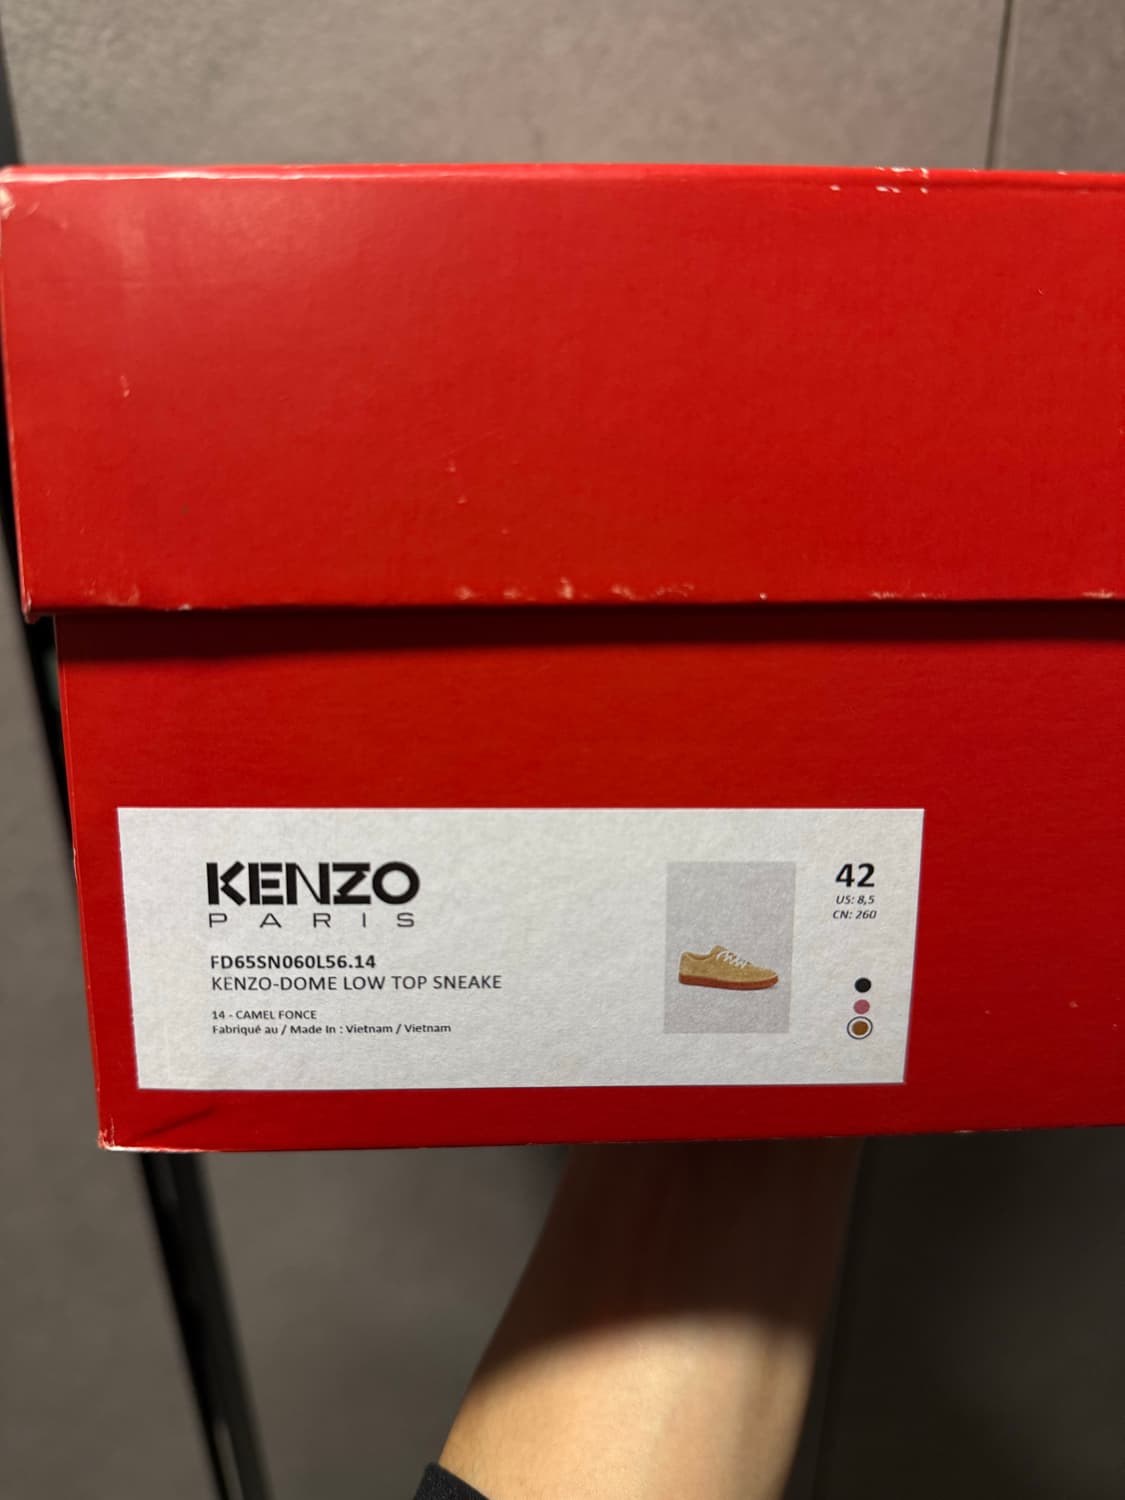 KENZO
PARIS
FD65SN060L56.14
KENZO-DOME LOW TOP SNEAKE
14 - CAMEL FONCE
Fabriqué au / Made In : Vietnam / Vietnam
42
US: 8,5
CN: 260